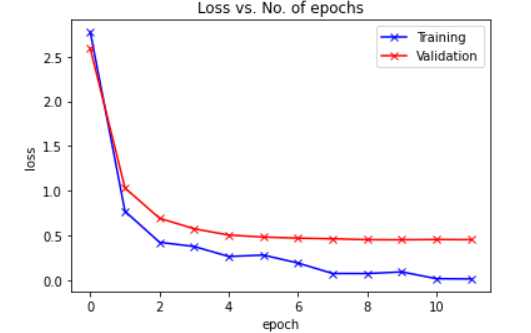 Loss vs. No. of epochs
Training
Validation
2.5
2.0
1.5
1.0
0.5
0.0
loss
0 2 4 6 8 10
epoch